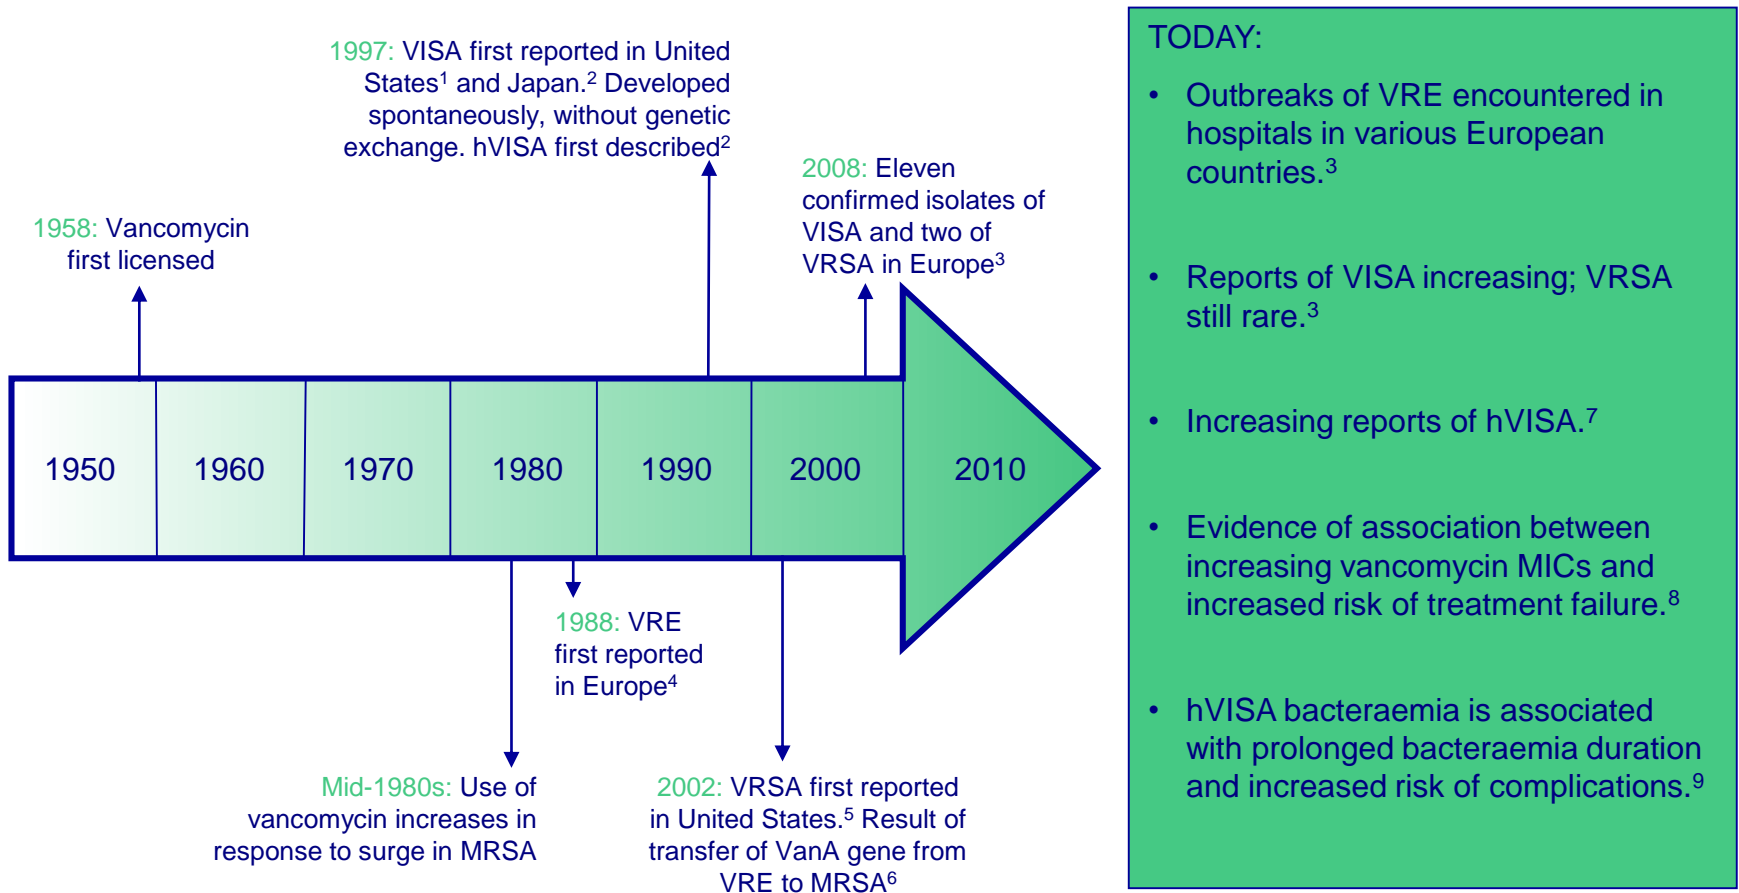 1997: VISA first reported in United
States¹ and Japan.² Developed
spontaneously, without genetic
exchange. hVISA first described²
2008: Eleven
confirmed isolates of
VISA and two of
VRSA in Europe³
1958: Vancomycin
first licensed
1950 1960 1970 1980 1990 2000 2010
1988: VRE
first reported
in Europe⁴
Mid-1980s: Use of
vancomycin increases in
response to surge in MRSA
2002: VRSA first reported
in United States.⁵ Result of
transfer of VanA gene from
VRE to MRSA⁶
TODAY:
• Outbreaks of VRE encountered in
hospitals in various European
countries.³
• Reports of VISA increasing; VRSA
still rare.³
• Increasing reports of hVISA.⁷
• Evidence of association between
increasing vancomycin MICs and
increased risk of treatment failure.⁸
• hVISA bacteraemia is associated
with prolonged bacteraemia duration
and increased risk of complications.⁹